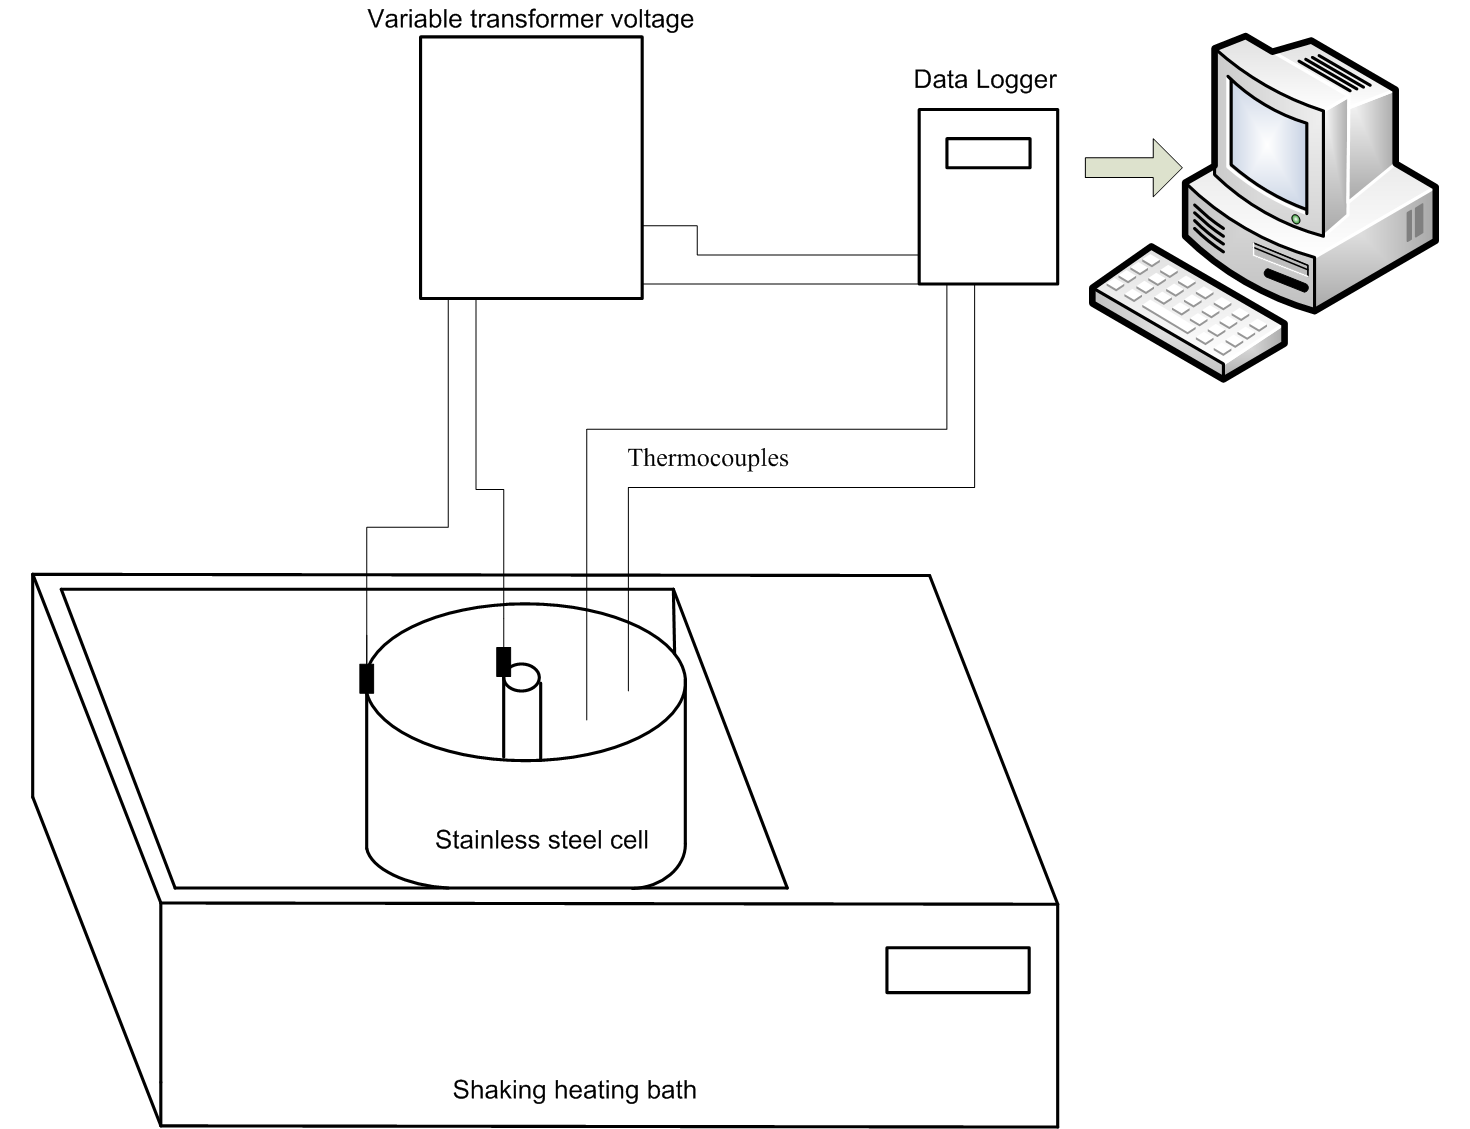 Variable transformer voltage
Data Logger
Thermocouples
Stainless steel cell
Shaking heating bath